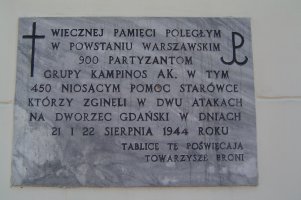 WIECZNEJ PAMIĘCI POLEGŁYM
W POWSTANIU WARSZAWSKIM
900 PARTYZANTOM
GRUPY KAMPINOS AK, W TYM
450 NIOSĄCYM POMOC STARÓWCE
KTÓRZY ZGINĘLI W DWU ATAKACH
NA DWORZEC GDAŃSKI W DNIACH
21 I 22 SIERPNIA 1944 ROKU
TABLICĘ TĘ POŚWIĘCAJĄ
TOWARZYSZE BRONI